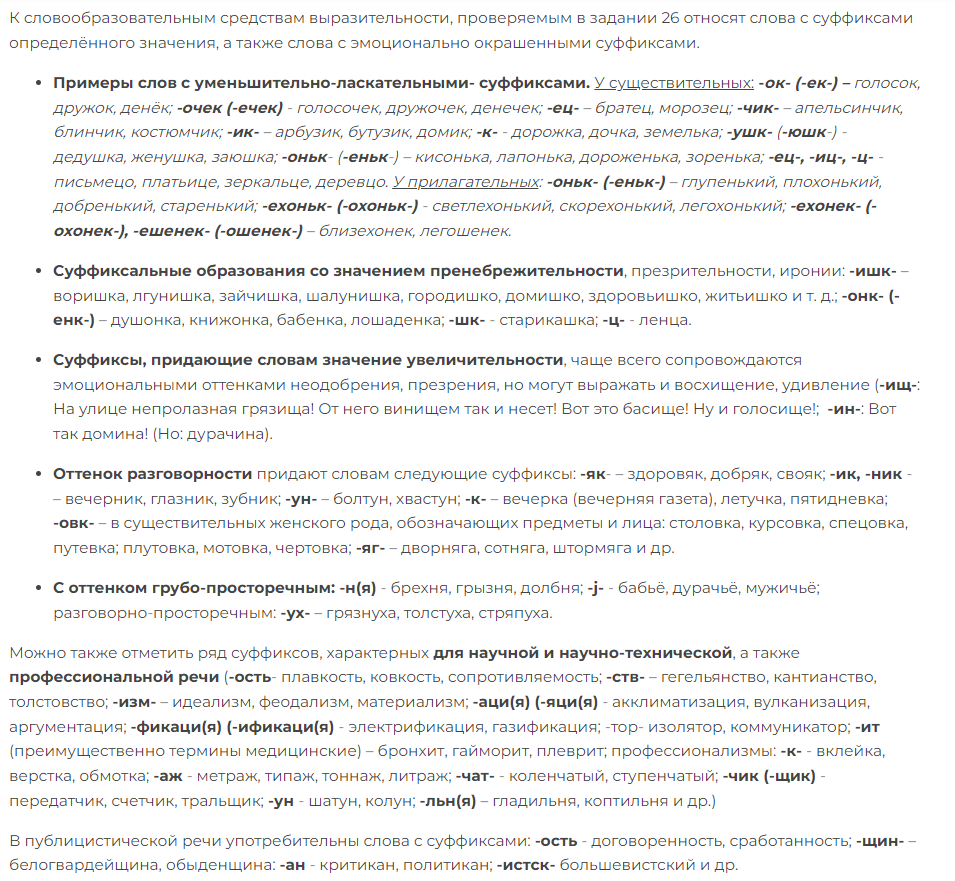 К словообразовательным средствам выразительности, проверяемым в задании 26 относят слова с суффиксами
определённого значения, а также слова с эмоционально окрашенными суффиксами.
• Примеры слов с уменьшительно-ласкательными- суффиксами. У существительных: -ок- (-ек-) – голосок,
дружок, денёк; -очек (-ечек) - голосочек, дружочек, денечек; -ец- – братец, морозец; -чик- – апельсинчик,
блинчик, костюмчик; -ик- – арбузик, бутузик, домик; -к- - дорожка, дочка, земелька; -ушк- (-юшк-) -
дедушка, женушка, заюшка; -оньк- (-еньк-) – кисонька, лапонька, дороженька, зоренька; -ец-, -иц-, -ц- -
письмецо, платьице, зеркальце, деревцо. У прилагательных: -оньк- (-еньк-) – глупенький, плохонький,
добренький, старенький; -ехоньк- (-охоньк-) - светлехонький, скорехонький, легохонький; -ехонек- (-
охонек-), -ешенек- (-ошенек-) – близехонек, легошенек.
• Суффиксальные образования со значением пренебрежительности, презрительности, иронии: -ишк- –
воришка, лгунишка, зайчишка, шалунишка, городишко, домишко, здоровьишко, житьишко и т. д.; -онк- (-
енк-) – душонка, книжонка, бабенка, лошаденка; -шк- - старикашка; -ц- - ленца.
• Суффиксы, придающие словам значение увеличительности, чаще всего сопровождаются
эмоциональными оттенками неодобрения, презрения, но могут выражать и восхищение, удивление (-ищ-:
На улице непролазная грязища! От него винищем так и несет! Вот это басище! Ну и голосище!; -ин-: Вот
так домина! (Но: дурачина).
• Оттенок разговорности придают словам следующие суффиксы: -як- – здоровяк, добряк, свояк; -ик, -ник -
– вечерник, глазник, зубник; -ун- – болтун, хвастун; -к- – вечерка (вечерняя газета), летучка, пятидневка;
-овк- – в существительных женского рода, обозначающих предметы и лица: столовка, курсовка, спецовка,
путевка; плутовка, мотовка, чертовка; -яг- – дворняга, сотняга, штормяга и др.
• С оттенком грубо-просторечным: -н(я) - брехня, грызня, долбня; -j- - бабьё, дурачьё, мужичьё;
разговорно-просторечным: -ух- – грязнуха, толстуха, стряпуха.
Можно также отметить ряд суффиксов, характерных для научной и научно-технической, а также
профессиональной речи (-ость- плавкость, ковкость, сопротивляемость; -ств- – гегельянство, кантианство,
толстовство; -изм- – идеализм, феодализм, материализм; -аци(я) (-яци(я) - акклиматизация, вулканизация,
аргументация; -фикаци(я) (-ификаци(я) - электрификация, газификация; -тор- изолятор, коммуникатор; -ит
(преимущественно термины медицинские) – бронхит, гайморит, плеврит; профессионализмы: -к- - вклейка,
верстка, обмотка; -аж - метраж, типаж, тоннаж, литраж; -чат- - коленчатый, ступенчатый; -чик (-щик) -
передатчик, счетчик, тральщик; -ун - шатун, колун; -льн(я) – гладильня, коптильня и др.)
В публицистической речи употребительны слова с суффиксами: -ость - договоренность, сработанность; -щин- –
белогвардейщина, обыденщина: -ан - критикан, политикан; -истск- большевистский и др.